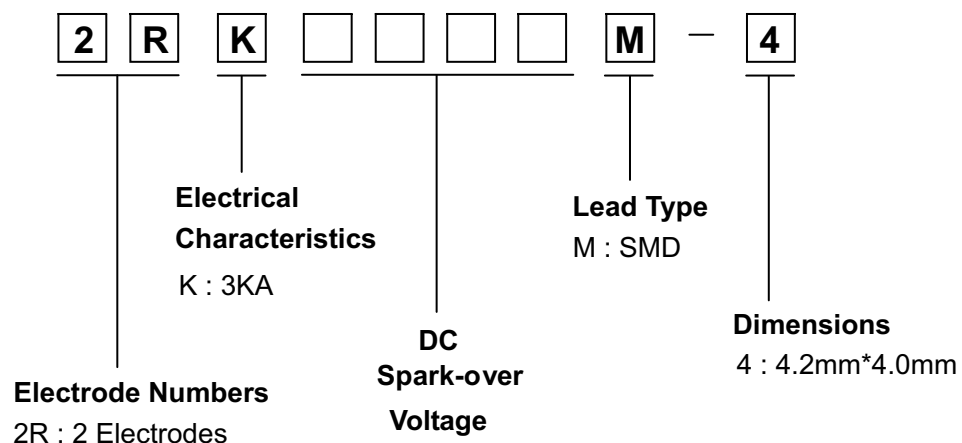 2 R K M - 4
Electrical
Characteristics
K : 3KA
Lead Type
M : SMD
DC
Spark-over
Voltage
Dimensions
4 : 4.2mm*4.0mm
Electrode Numbers
2R : 2 Electrodes